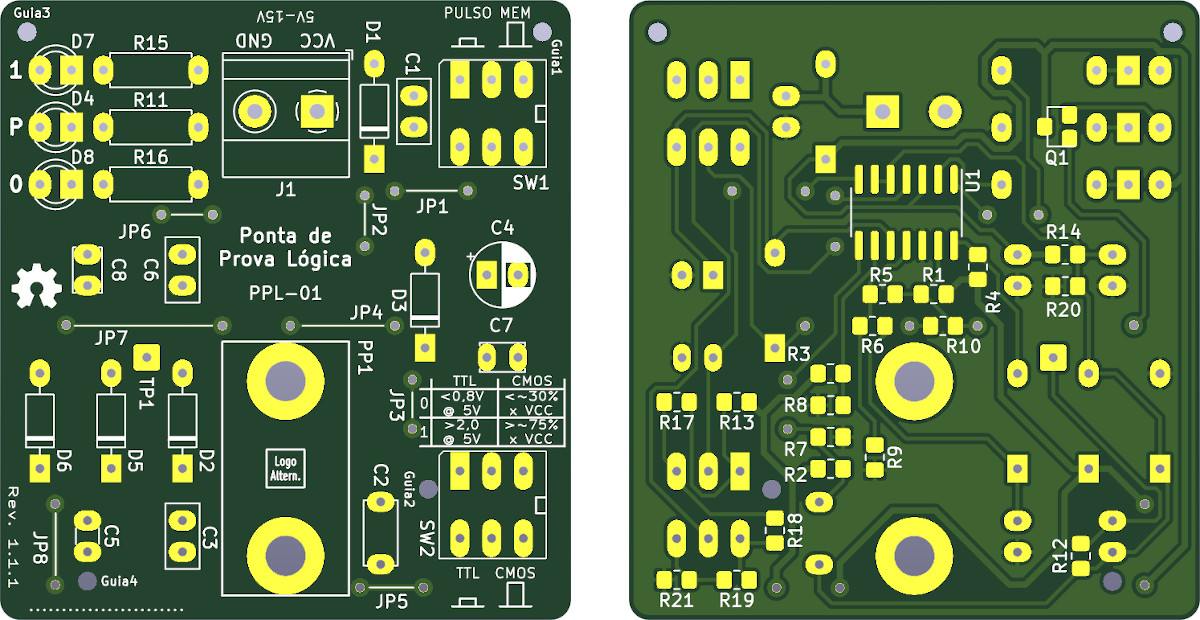 Guia3
5V-15V
PULSO MEM
D7
R15
GND
VCC
D1
Guia1
1
C1
D4
R11
P
D8
R16
0
J1
SW1
JP1
JP2
JP6
C4
Ponta de
Prova Lógica
+
C8
C6
PPL-01
D3
JP4
JP7
C7
PP1
TP1
JP3
TTL CMOS
0 <0,8V <~30%
@ 5V x VCC
1 >2,0 >~75%
@ 5V x VCC
D6
D5
D2
Logo
Altern.
C2
Guia2
Rev. 1.1.1
JP8
C5
C3
SW2
Guia4
TTL CMOS
JP5
Q1
U1
R14
R5
R1
R4
R20
R6
R10
R3
R17
R13
R8
R7
R9
R2
R18
R12
R21
R19